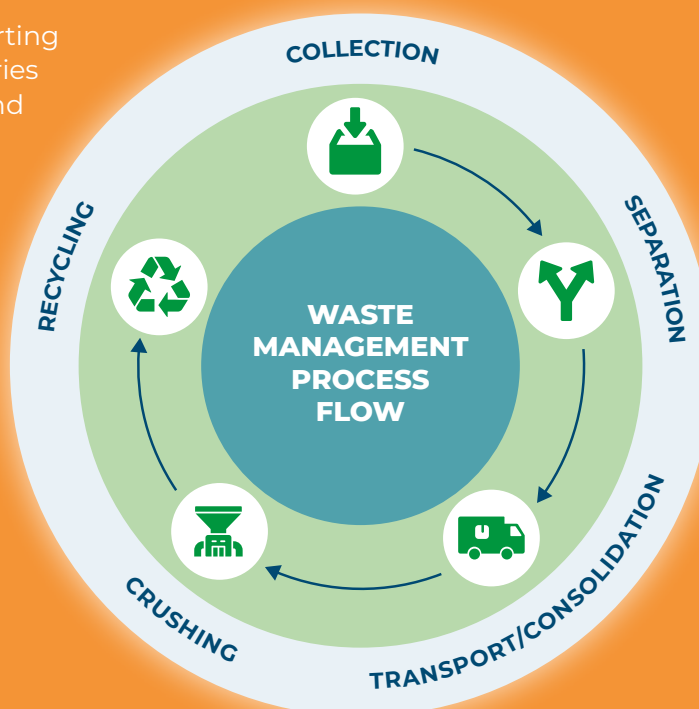 COLLECTION
SEPARATION
TRANSPORT/CONSOLIDATION
CRUSHING
RECYCLING
WASTE
MANAGEMENT
PROCESS
FLOW